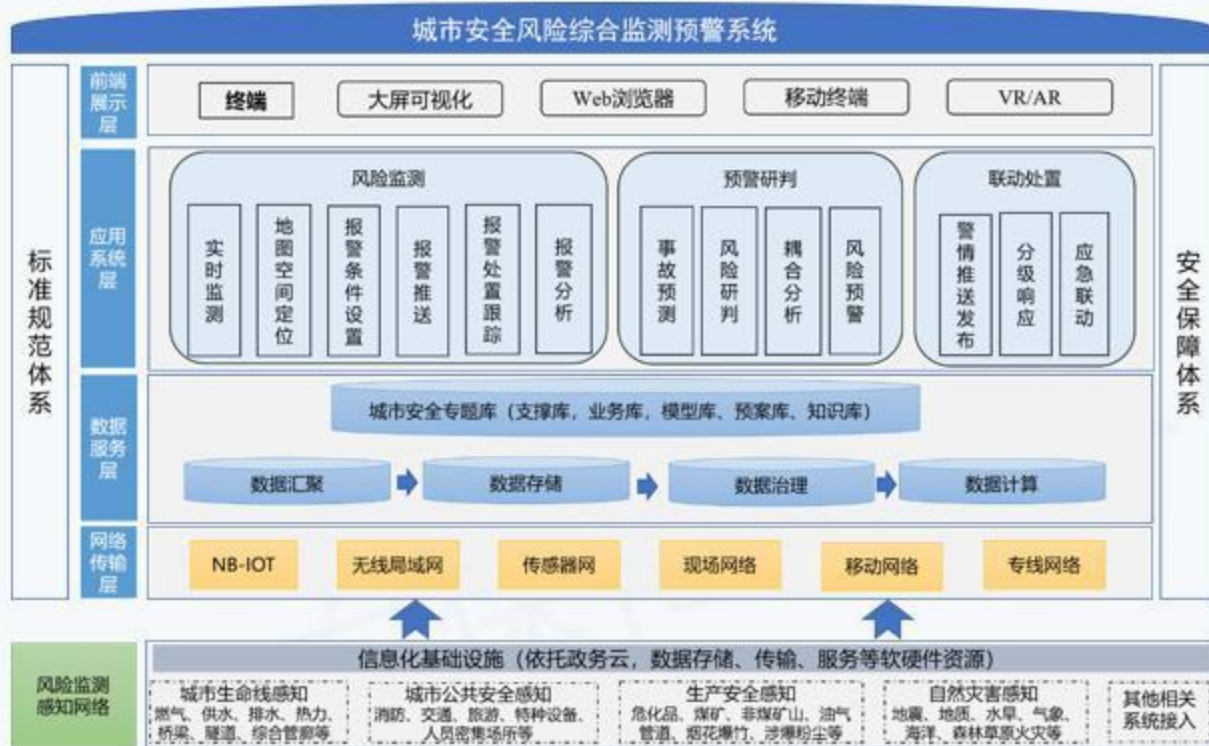 城市安全风险综合监测预警系统
标准规范体系
安全保障体系
前端
展示
层
终端
大屏可视化
Web浏览器
移动终端
VR/AR
应用
系统
层
风险监测
实时监测
地图空间定位
报警条件设置
报警推送
报警处置跟踪
报警分析
预警研判
事故预测
风险研判
耦合分析
风险预警
联动处置
警情推送发布
分级响应
应急联动
数据
服务
层
城市安全专题库（支撑库，业务库，模型库、预案库、知识库）
数据汇聚
数据存储
数据治理
数据计算
网络
传输
层
NB-IOT
无线局域网
传感器网
现场网络
移动网络
专线网络
风险监测
感知网络
信息化基础设施（依托政务云，数据存储、传输、服务等软硬件资源）
城市生命线感知
燃气、供水、排水、热力、
桥梁、隧道、综合管廊等
城市公共安全感知
消防、交通、旅游、特种设备、
人员密集场所等
生产安全感知
危化品、煤矿、非煤矿山、油气
管道、烟花爆竹、涉爆粉尘等
自然灾害感知
地震、地质、水旱、气象、
海洋、森林草原火灾等
其他相关
系统接入